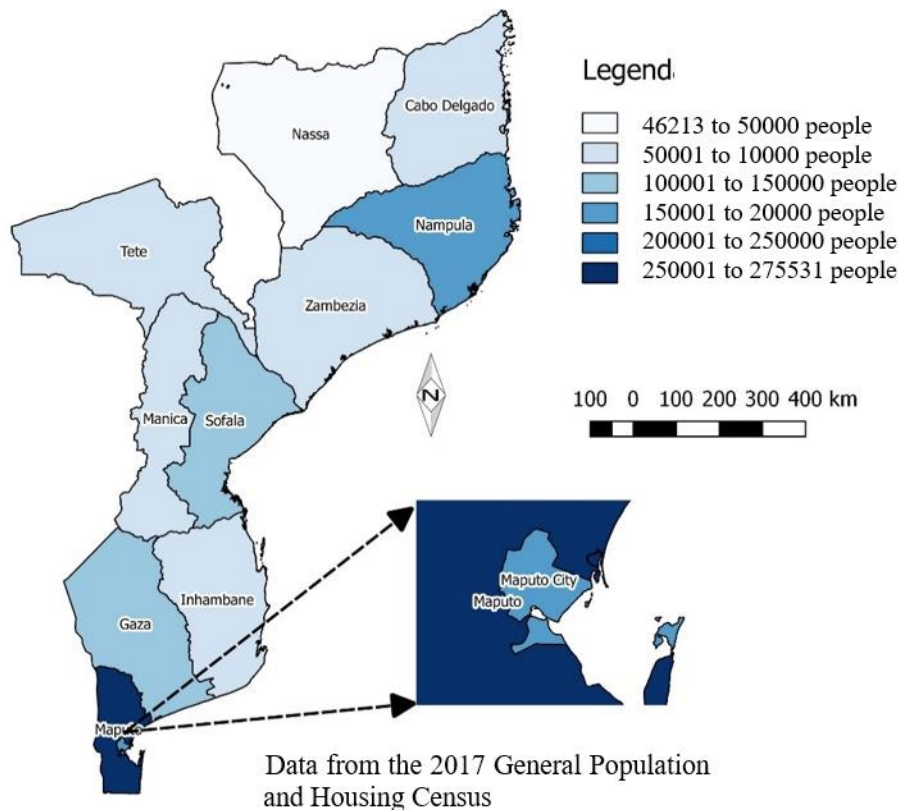 Legend
46213 to 50000 people
50001 to 10000 people
100001 to 150000 people
150001 to 20000 people
200001 to 250000 people
250001 to 275531 people
Cabo Delgado
Nassa
Nampula
Tete
Zambezia
Manica
Sofala
N
100 0 100 200 300 400 km
Inhambane
Gaza
Maputo City
Maputo
Maputo
Data from the 2017 General Population
and Housing Census